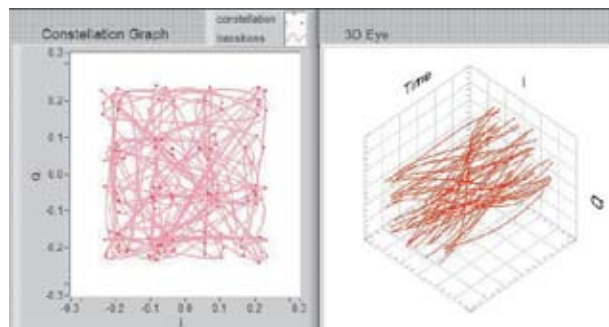 constellation
Constellation Graph
transitions
0.3
0.2
0.1
0.0
-0.1
0.2
-0.3
Q
-0.3 -0.2 -0.1 0.0 0.1 0.2 0.3
I
3D Eye
Time
I
Q